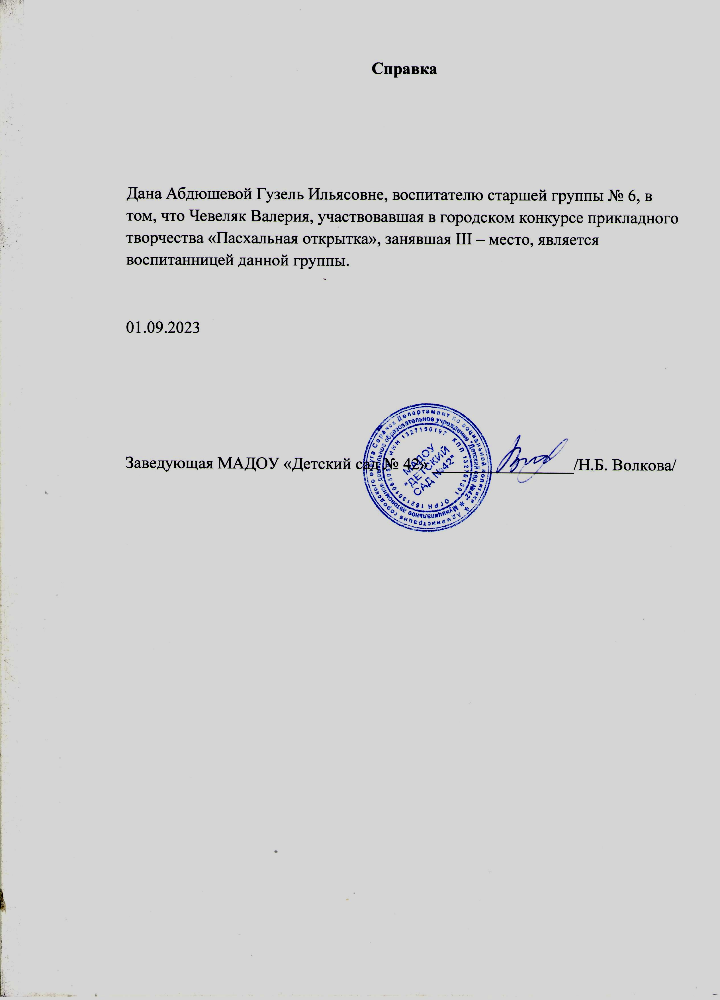 Справка
Дана Абдюшевой Гузель Ильясовне, воспитателю старшей группы № 6, в
том, что Чевеляк Валерия, участвовавшая в городском конкурсе прикладного
творчества «Пасхальная открытка», занявшая III – место, является
воспитанницей данной группы.
01.09.2023
Заведующая МАДОУ «Детский сад № 42» /Н.Б. Волкова/
Администрация городского округа Саранск Департамент по социальной политике *
Муниципальное автономное дошкольное образовательное учреждение "Детский сад №42" *
ИНН 1327150197 КПП 132701001 ОГРН
МАДОУ
"ДЕТСКИЙ
САД №42"